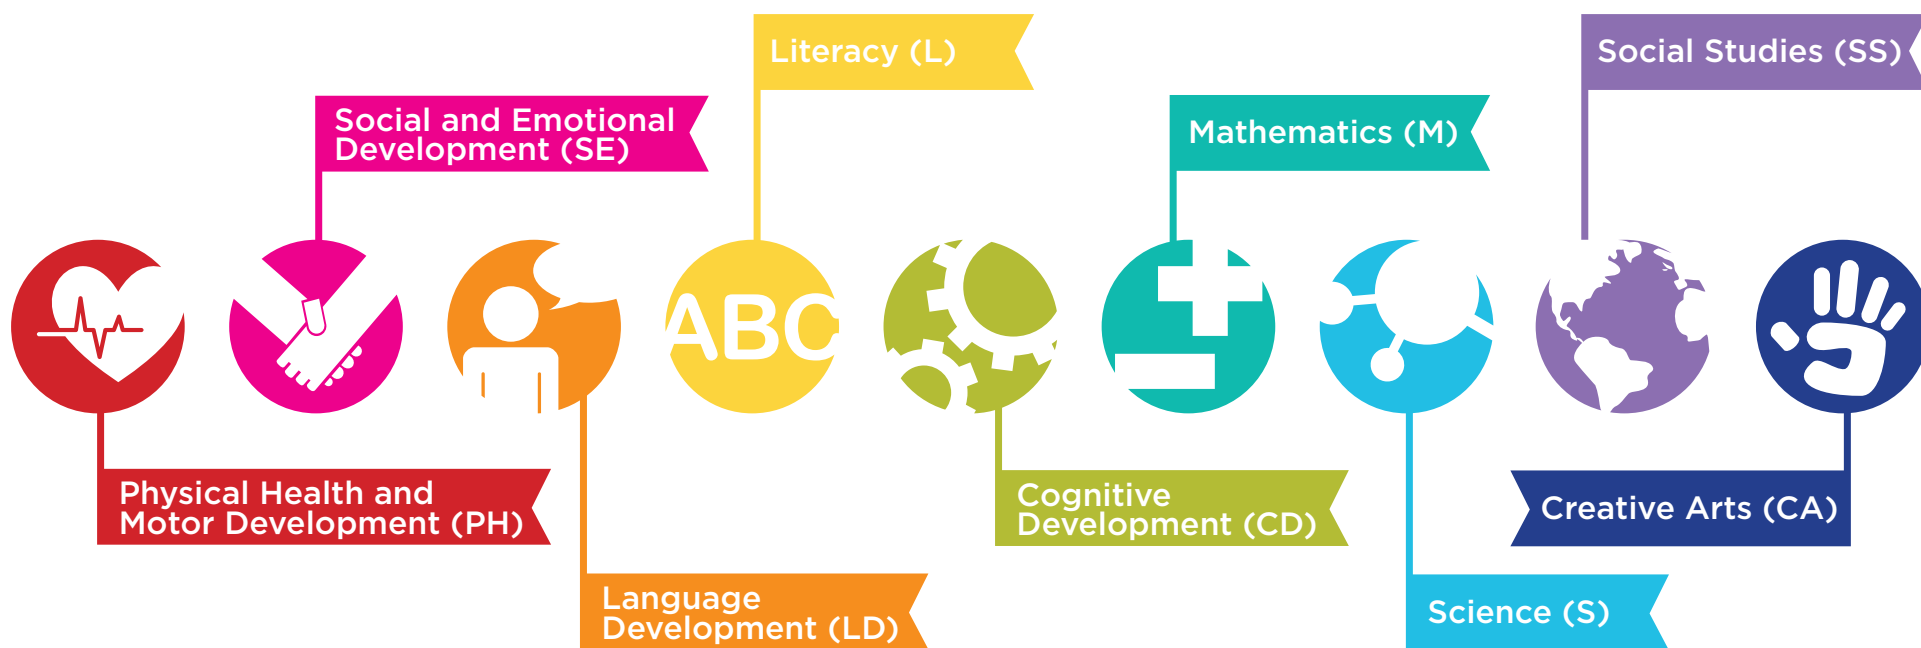 Literacy (L)
Social Studies (SS)
Social and Emotional
Development (SE)
Mathematics (M)
ABC
Physical Health and
Motor Development (PH)
Cognitive
Development (CD)
Creative Arts (CA)
Language
Development (LD)
Science (S)